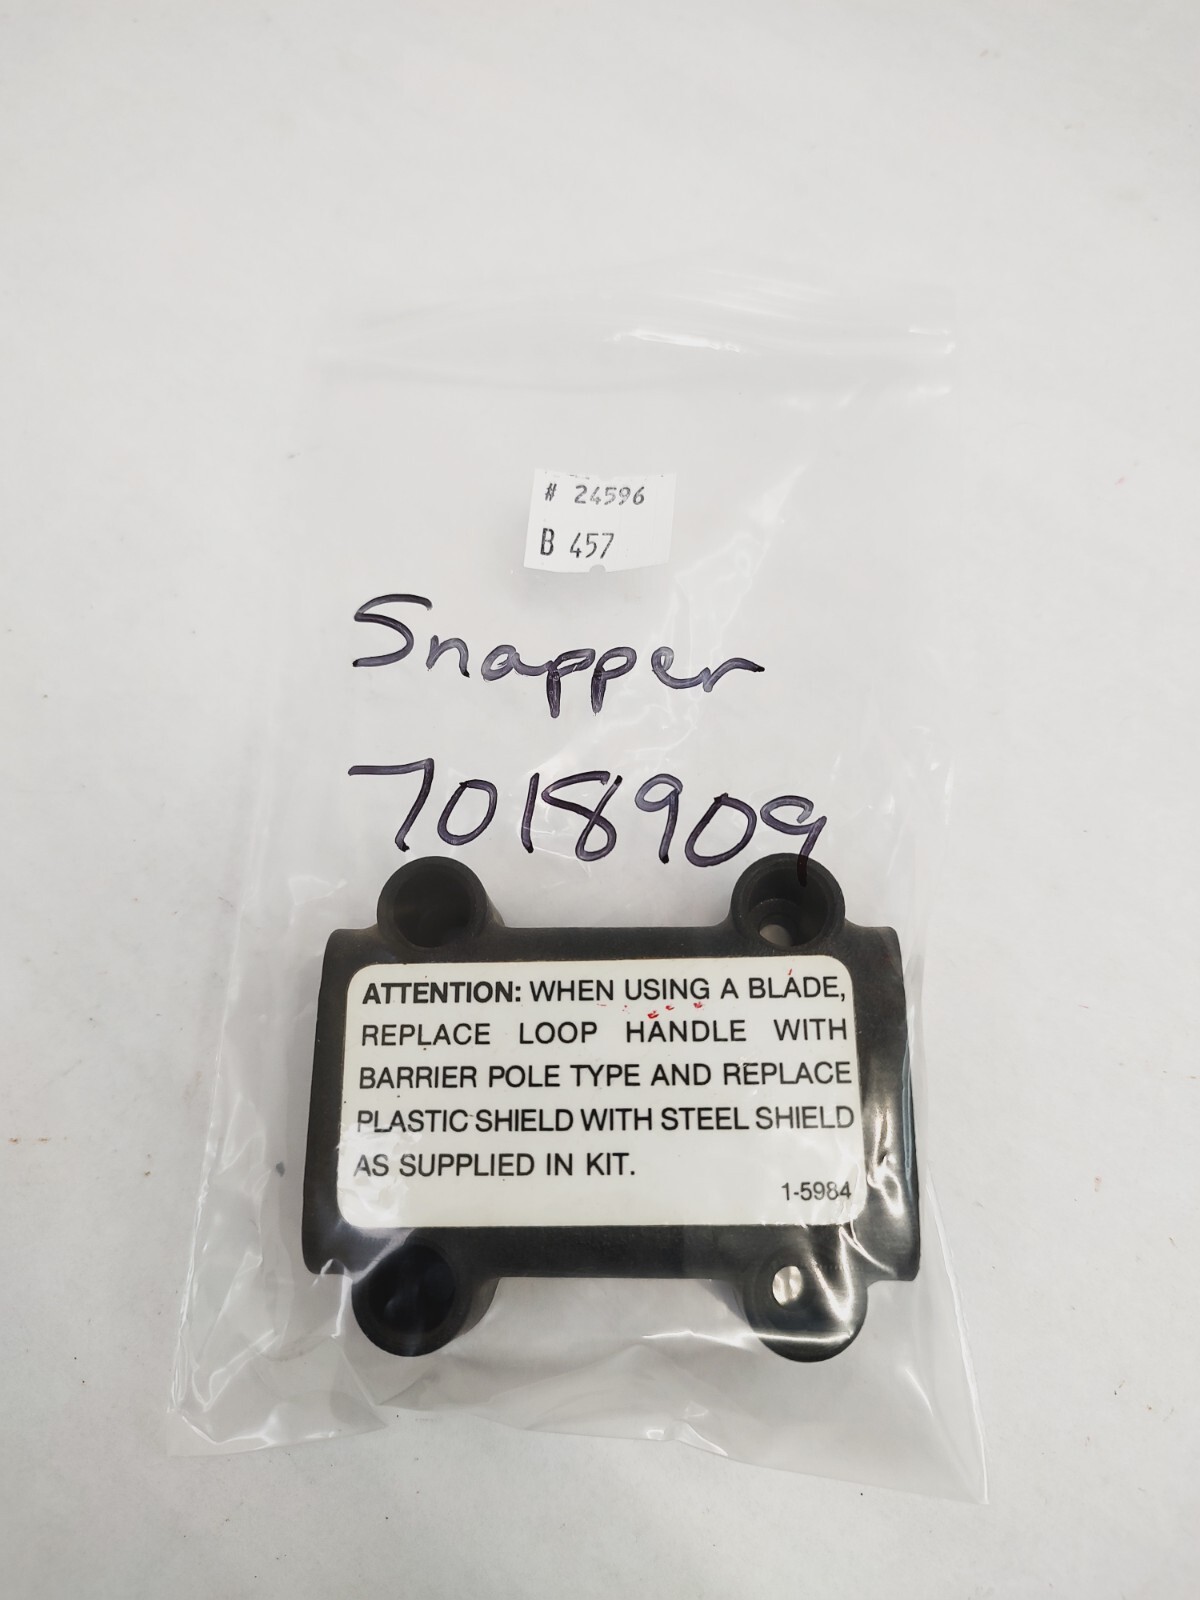 # 24596
B 457
Snapper
7018909
ATTENTION: WHEN USING A BLADE,
REPLACE LOOP HANDLE WITH
BARRIER POLE TYPE AND REPLACE
PLASTIC SHIELD WITH STEEL SHIELD
AS SUPPLIED IN KIT.
1-5984